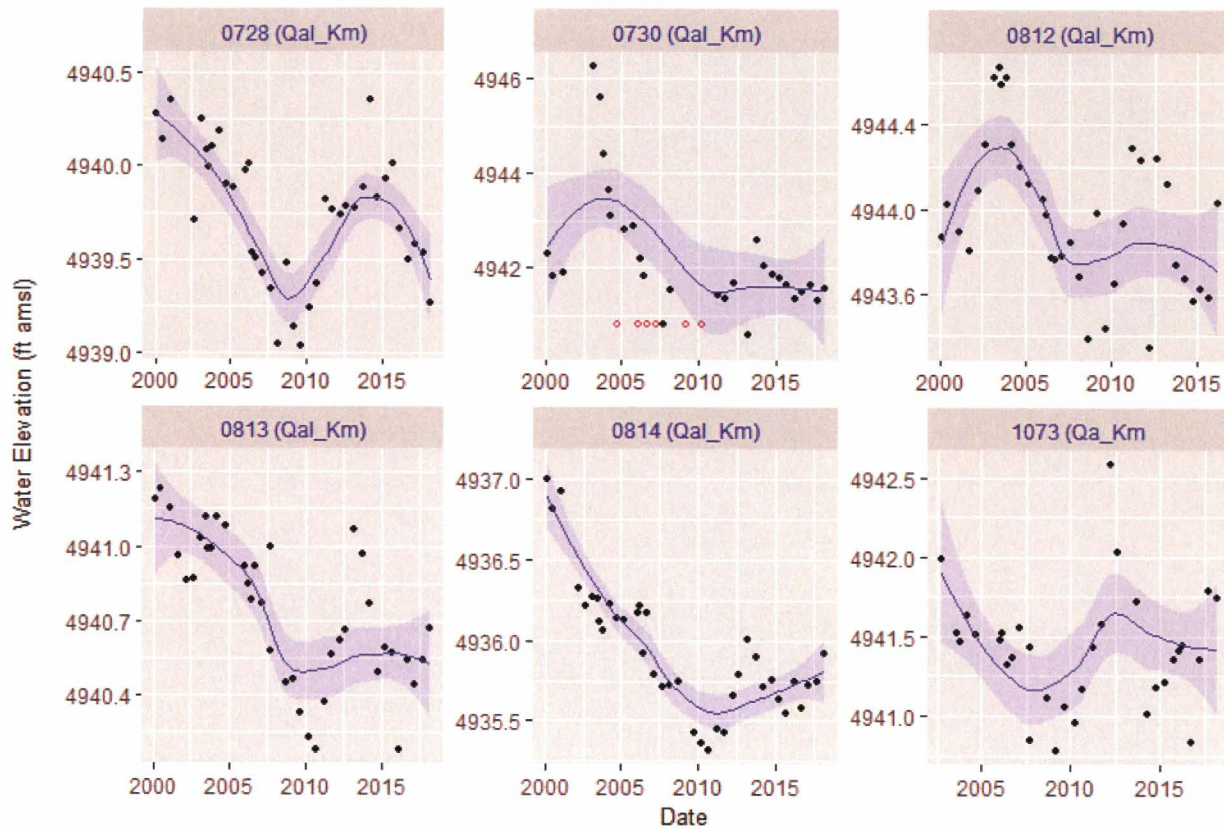 0728 (Qal_Km)
0730 (Qal_Km)
0812 (Qal_Km)
4940.5
4940.0
4939.5
4939.0
4946
4944
4942
4944.4
4944.0
4943.6
2000 2005 2010 2015
2000 2005 2010 2015
2000 2005 2010 2015
0813 (Qal_Km)
0814 (Qal_Km)
1073 (Qa_Km
4941.3
4941.0
4940.7
4940.4
4937.0
4936.5
4936.0
4935.5
4942.5
4942.0
4941.5
4941.0
2000 2005 2010 2015
2000 2005 2010 2015
2005 2010 2015
Water Elevation (ft amsl)
Date